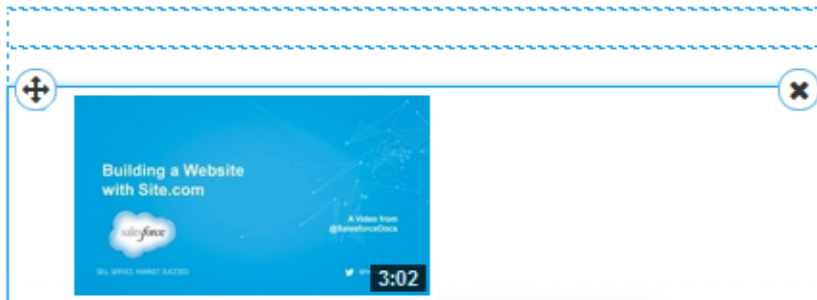 Building a Website
with Site.com
salesforce
A Video from
@SalesforceDocs
SELL SERVICE MARKET SUCCEED
3:02